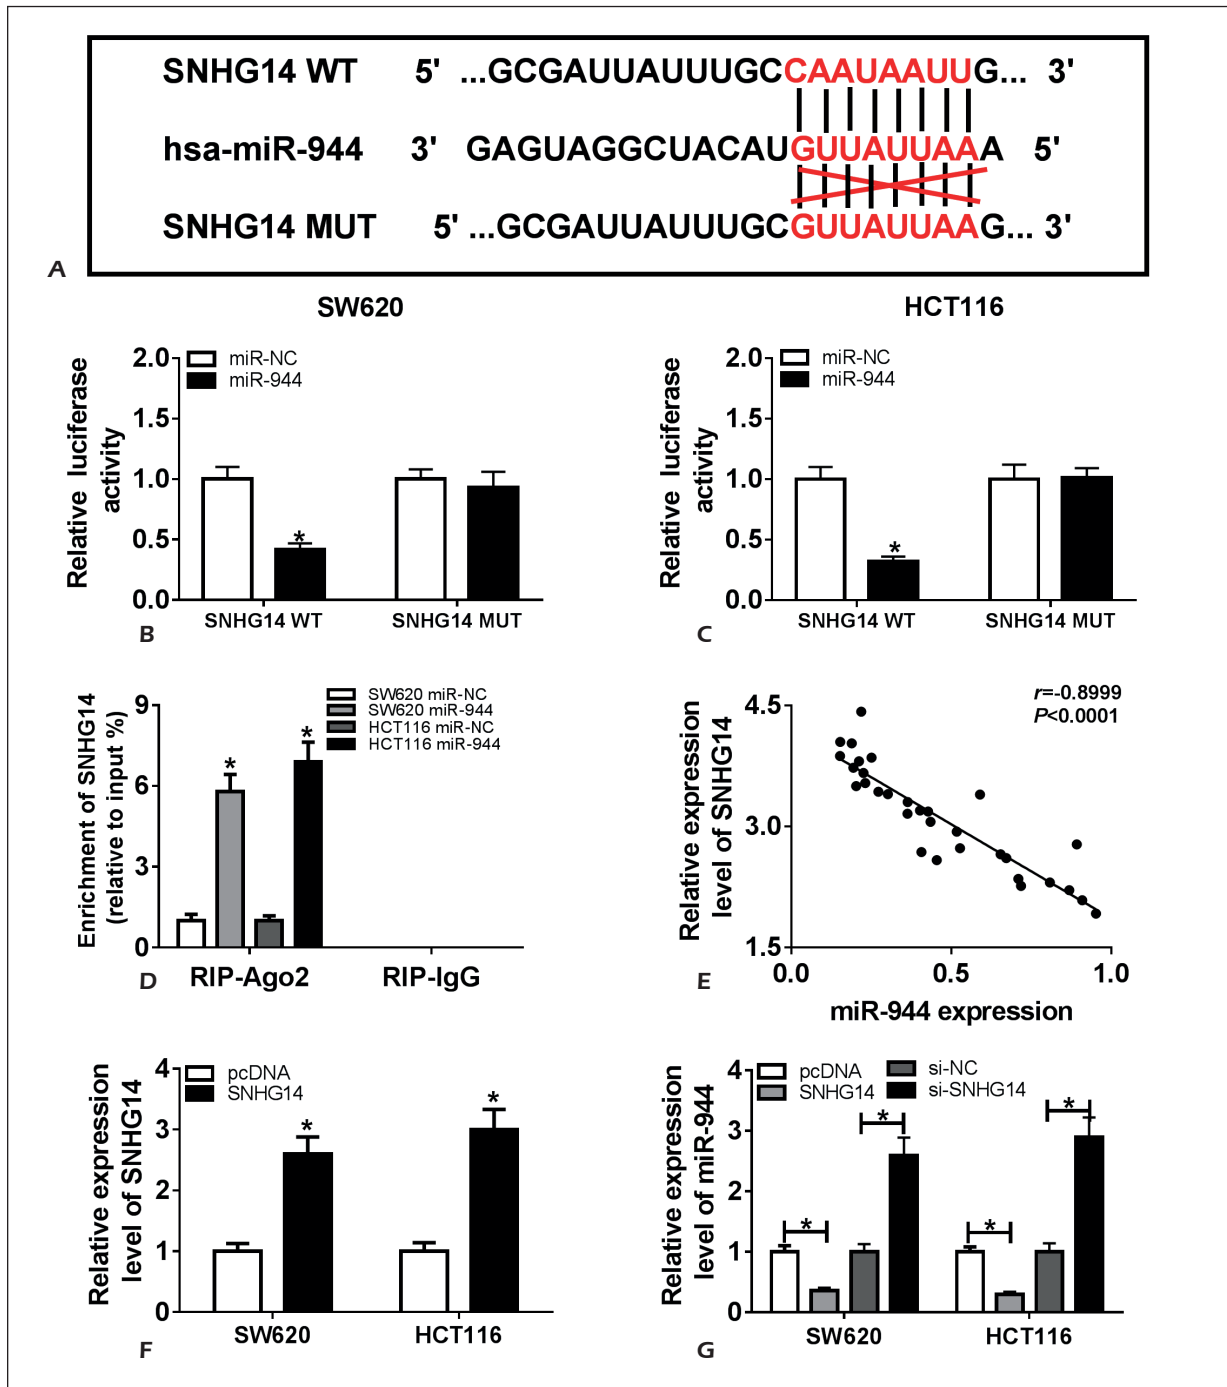 SNHG14 WT 5' ...GCGAUUAUUUGCCAAUAAUUG... 3'
hsa-miR-944 3' GAGUAGGCUACAUGUUAUUAAA 5'
SNHG14 MUT 5' ...GCGAUUAUUUGCGUUAUUAAG... 3'
A
SW620
Relative luciferase
activity
2.0
1.5
1.0
0.5
0.0
miR-NC
miR-944
*
SNHG14 WT SNHG14 MUT
B
HCT116
Relative luciferase
activity
2.0
1.5
1.0
0.5
0.0
miR-NC
miR-944
*
SNHG14 WT SNHG14 MUT
C
Enrichment of SNHG14
(relative to input %)
9
6
3
0
SW620 miR-NC
SW620 miR-944
HCT116 miR-NC
HCT116 miR-944
* *
RIP-Ago2 RIP-IgG
D
Relative expression
level of SNHG14
4.5
3.0
1.5
r=-0.8999
P<0.0001
0.0 0.5 1.0
miR-944 expression
E
Relative expression
level of SNHG14
4
3
2
1
0
pcDNA
SNHG14
* *
SW620 HCT116
F
Relative expression
level of miR-944
4
3
2
1
0
pcDNA
SNHG14
si-NC
si-SNHG14
* * * *
SW620 HCT116
G